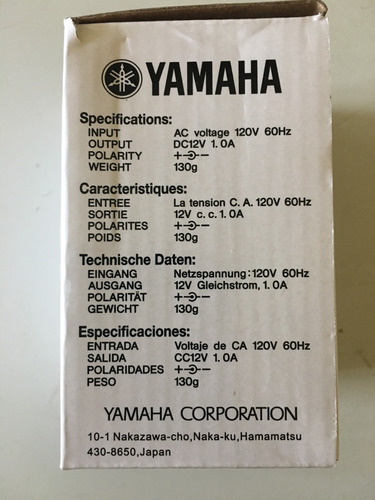 YAMAHA
Specifications:
INPUT AC voltage 120V 60Hz
OUTPUT DC12V 1.0A
POLARITY +-
WEIGHT 130g
Caracteristiques:
ENTREE La tension C. A. 120V 60Hz
SORTIE 12V c. c. 1.0A
POLARITES +-
POIDS 130g
Technische Daten:
EINGANG Netzspannung: 120V 60Hz
AUSGANG 12V Gleichstrom, 1.0A
POLARITÄT +-
GEWICHT 130g
Especificaciones:
ENTRADA Voltaje de CA 120V 60Hz
SALIDA CC12V 1.0A
POLARIDADES +-
PESO 130g
YAMAHA CORPORATION
10-1 Nakazawa-cho,Naka-ku,Hamamatsu
430-8650,Japan